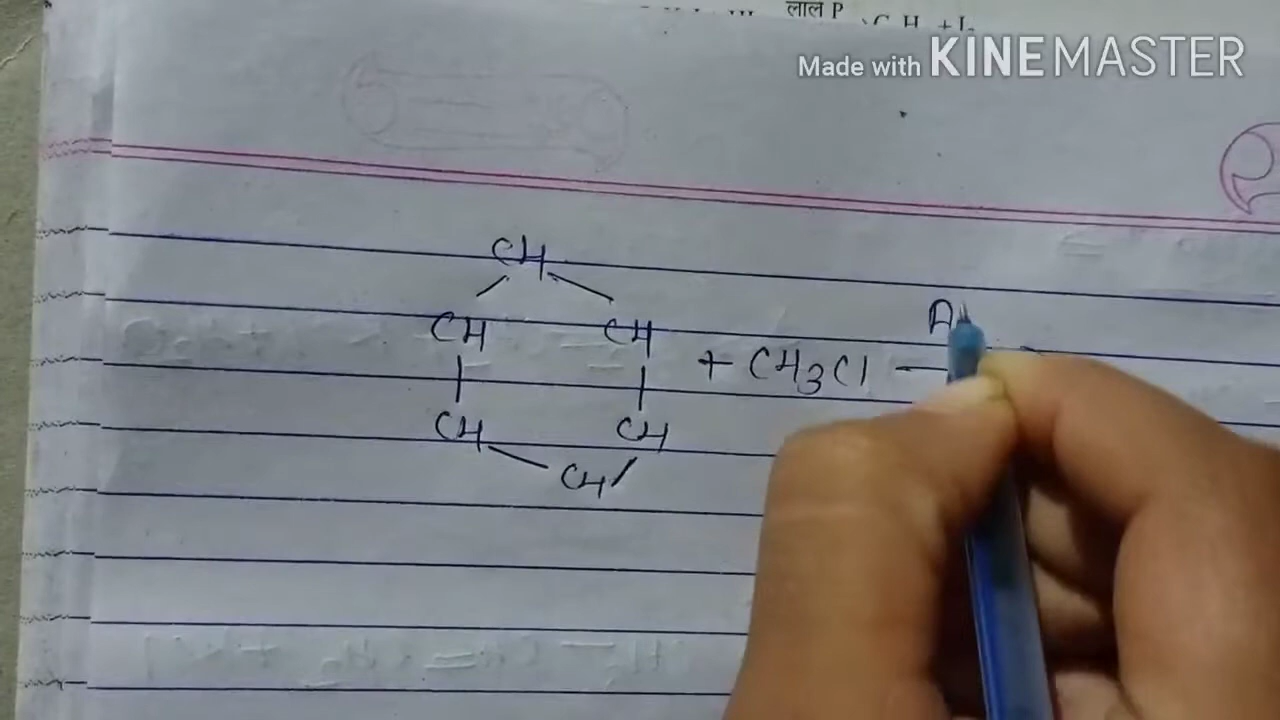 लाल P
Made with KINEMASTER
CH
CH CH
+ CH3Cl — A
CH CH
CH